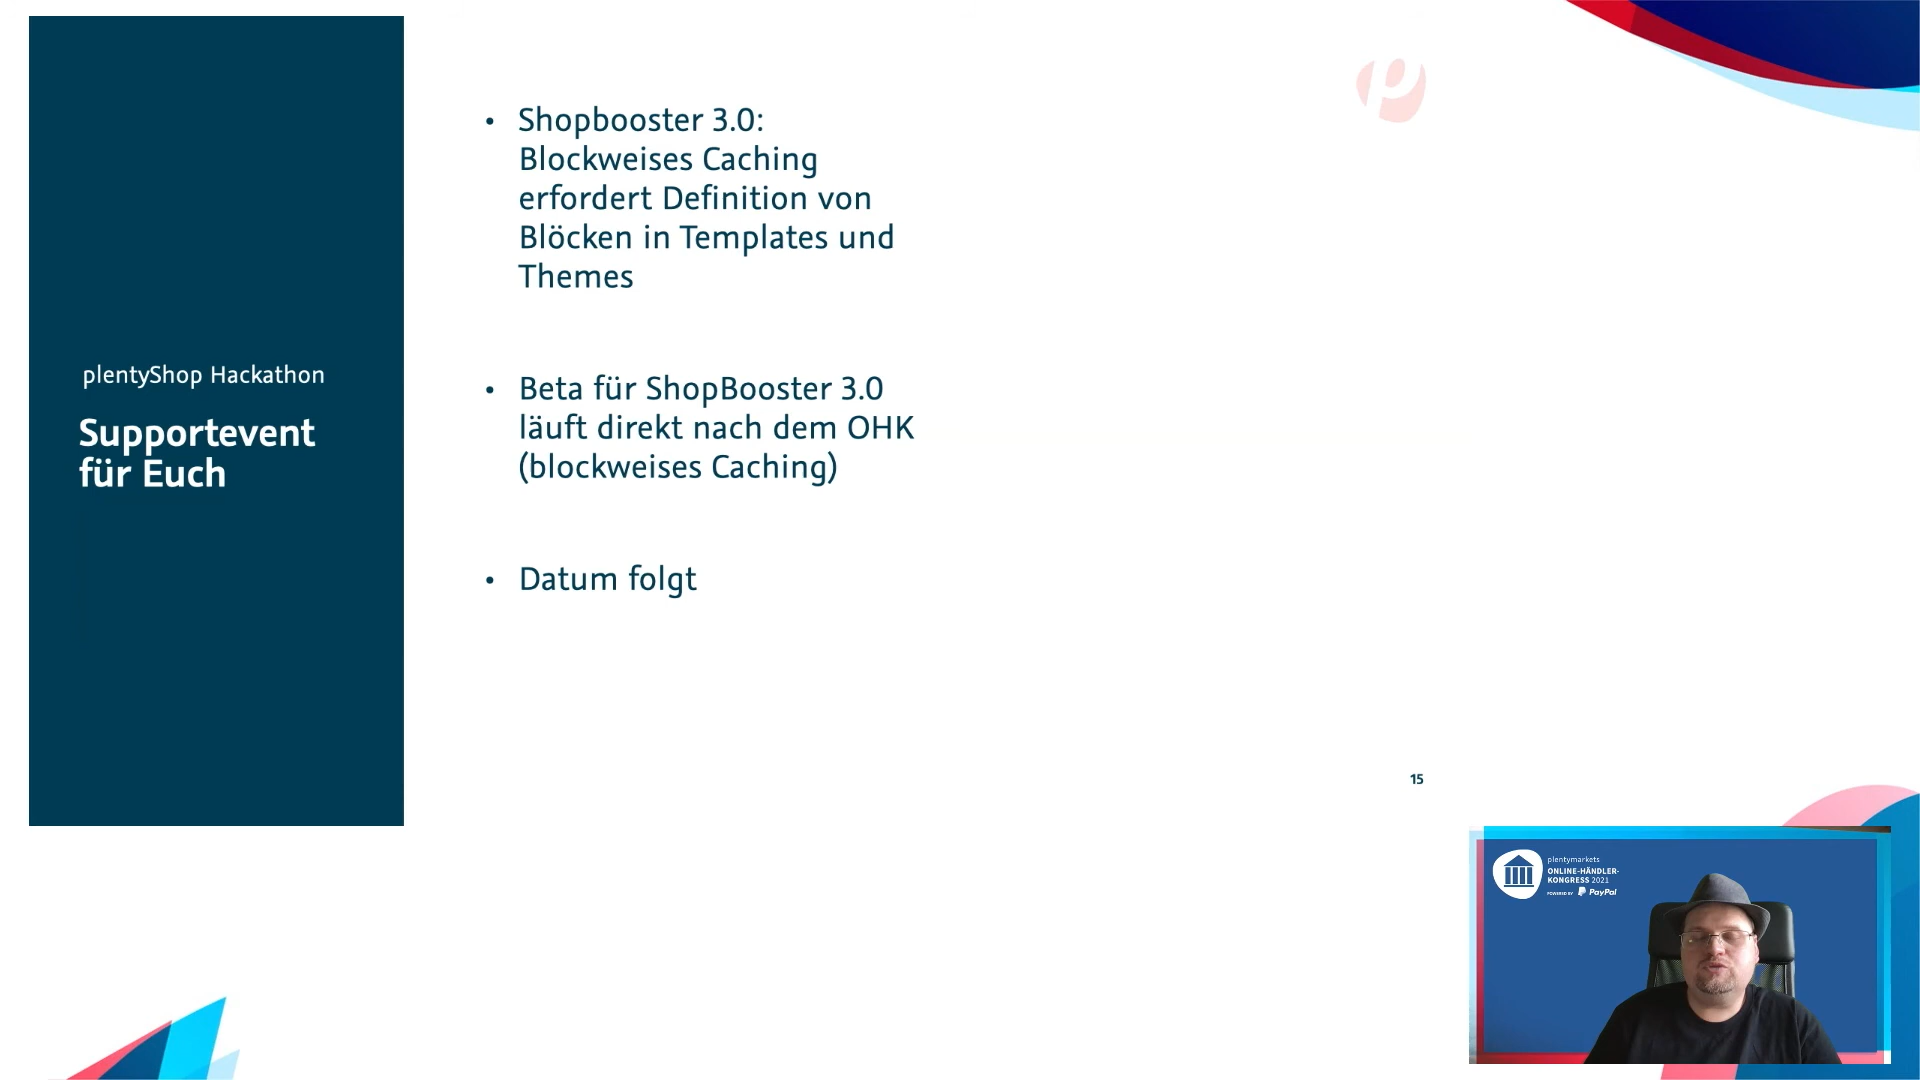 plentyShop Hackathon
Supportevent
für Euch
• Shopbooster 3.0:
Blockweises Caching
erfordert Definition von
Blöcken in Templates und
Themes
• Beta für ShopBooster 3.0
läuft direkt nach dem OHK
(blockweises Caching)
• Datum folgt
15
plentymarkets
ONLINE-HÄNDLER-
KONGRESS 2021
POWERED BY PayPal